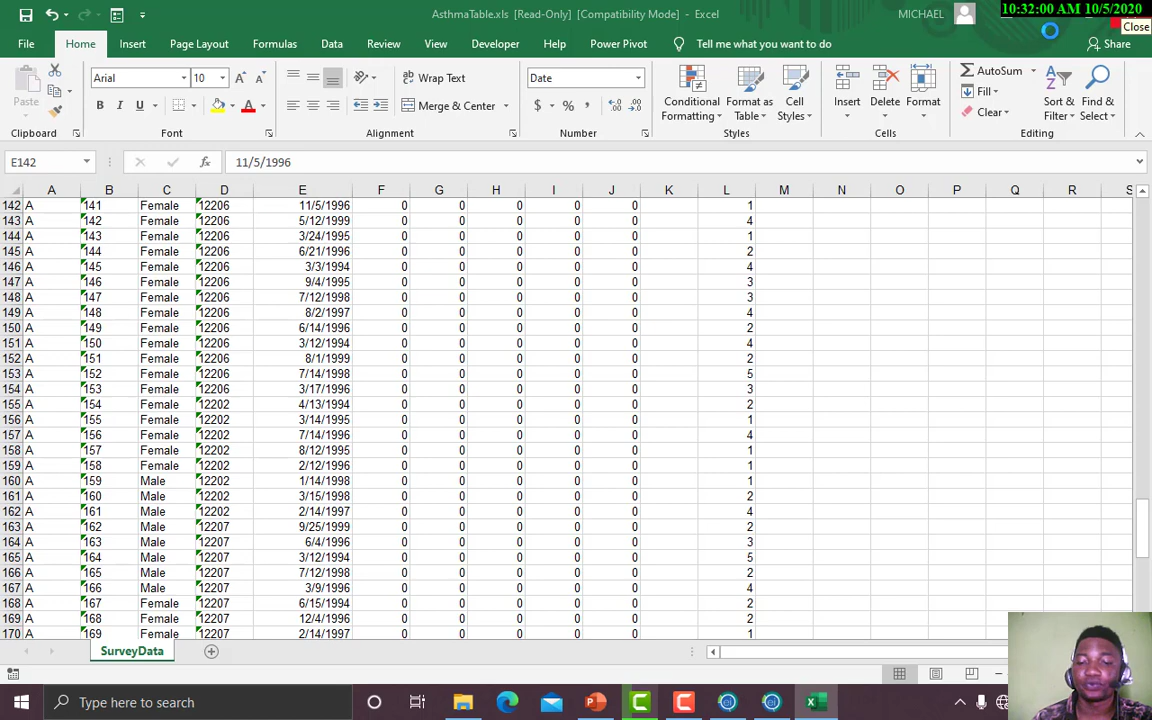 AsthmaTable.xls [Read-Only] [Compatibility Mode] - Excel
MICHAEL
10:32:00 AM 10/5/2020
Close
File Home Insert Page Layout Formulas Data Review View Developer Help Power Pivot Tell me what you want to do Share
Paste
Clipboard
Arial 10
B I U A
Font
Wrap Text
Merge & Center
Alignment
Date
$ % ,
Number
Conditional Formatting
Format as Table
Cell Styles
Styles
Insert
Delete
Format
Cells
AutoSum
Fill
Clear
Sort & Filter
Find & Select
Editing
E142 fx 11/5/1996
A B C D E F G H I J K L M N O P Q R S
142 A 141 Female 12206 11/5/1996 0 0 0 0 0 1
143 A 142 Female 12206 5/12/1999 0 0 0 0 0 4
144 A 143 Female 12206 3/24/1995 0 0 0 0 0 1
145 A 144 Female 12206 6/21/1996 0 0 0 0 0 2
146 A 145 Female 12206 3/3/1994 0 0 0 0 0 4
147 A 146 Female 12206 9/4/1995 0 0 0 0 0 3
148 A 147 Female 12206 7/12/1998 0 0 0 0 0 3
149 A 148 Female 12206 8/2/1997 0 0 0 0 0 4
150 A 149 Female 12206 6/14/1996 0 0 0 0 0 2
151 A 150 Female 12206 3/12/1994 0 0 0 0 0 4
152 A 151 Female 12206 8/1/1999 0 0 0 0 0 2
153 A 152 Female 12206 7/14/1998 0 0 0 0 0 5
154 A 153 Female 12206 3/17/1996 0 0 0 0 0 3
155 A 154 Female 12202 4/13/1994 0 0 0 0 0 2
156 A 155 Female 12202 3/14/1995 0 0 0 0 0 1
157 A 156 Female 12202 7/14/1996 0 0 0 0 0 4
158 A 157 Female 12202 8/12/1995 0 0 0 0 0 1
159 A 158 Female 12202 2/12/1996 0 0 0 0 0 1
160 A 159 Male 12202 1/14/1998 0 0 0 0 0 1
161 A 160 Male 12202 3/15/1998 0 0 0 0 0 2
162 A 161 Male 12202 2/14/1997 0 0 0 0 0 4
163 A 162 Male 12207 9/25/1999 0 0 0 0 0 2
164 A 163 Male 12207 6/4/1996 0 0 0 0 0 3
165 A 164 Male 12207 3/12/1994 0 0 0 0 0 5
166 A 165 Male 12207 7/12/1998 0 0 0 0 0 2
167 A 166 Male 12207 3/9/1996 0 0 0 0 0 4
168 A 167 Female 12207 6/15/1994 0 0 0 0 0 2
169 A 168 Female 12207 12/4/1996 0 0 0 0 0 2
170 A 169 Female 12207 2/14/1997 0 0 0 0 0 1
SurveyData
Type here to search